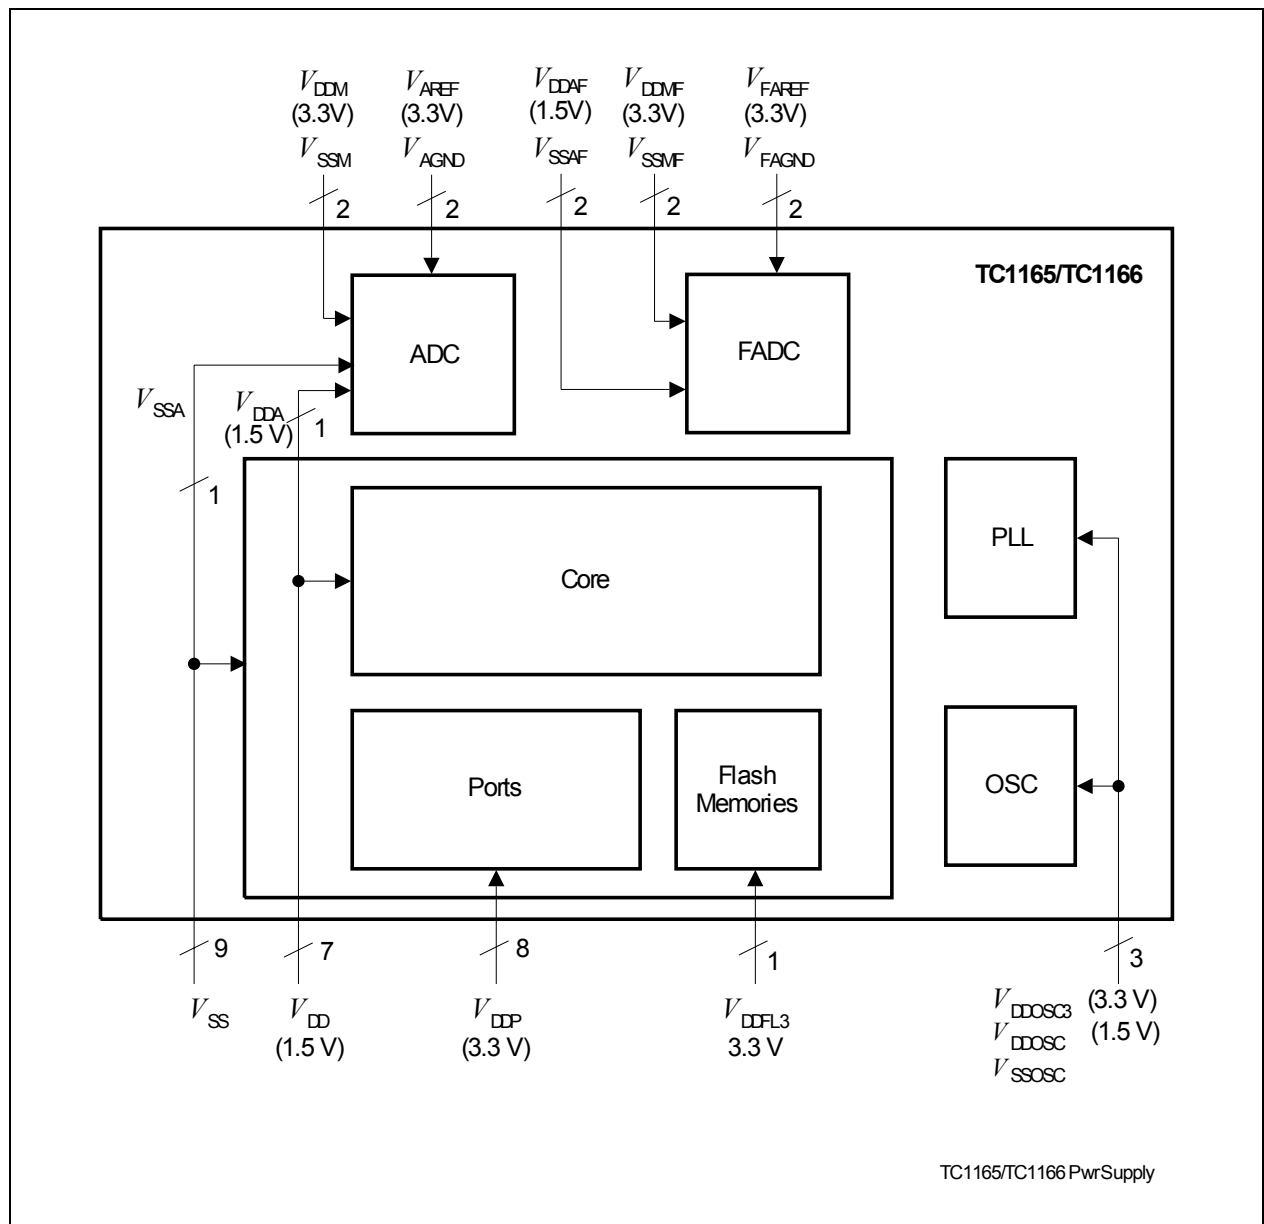 VDDM VAREF VDDAF VDDMF VFAREF
(3.3V) (3.3V) (1.5V) (3.3V) (3.3V)
VSSM VAGND VSSAF VSSMF VFAGND
2 2 2 2 2
TC1165/TC1166
ADC FADC
VSSA VDDA 1
(1.5 V)
1
PLL
Core
Flash
Memories
Ports
OSC
9 7 8 1 3
VSS VDD VDDP VDDFL3 VDDOSC3 (3.3 V)
(1.5 V) (3.3 V) 3.3 V VDDOSC (1.5 V)
VSSOSC
TC1165/TC1166 PwrSupply